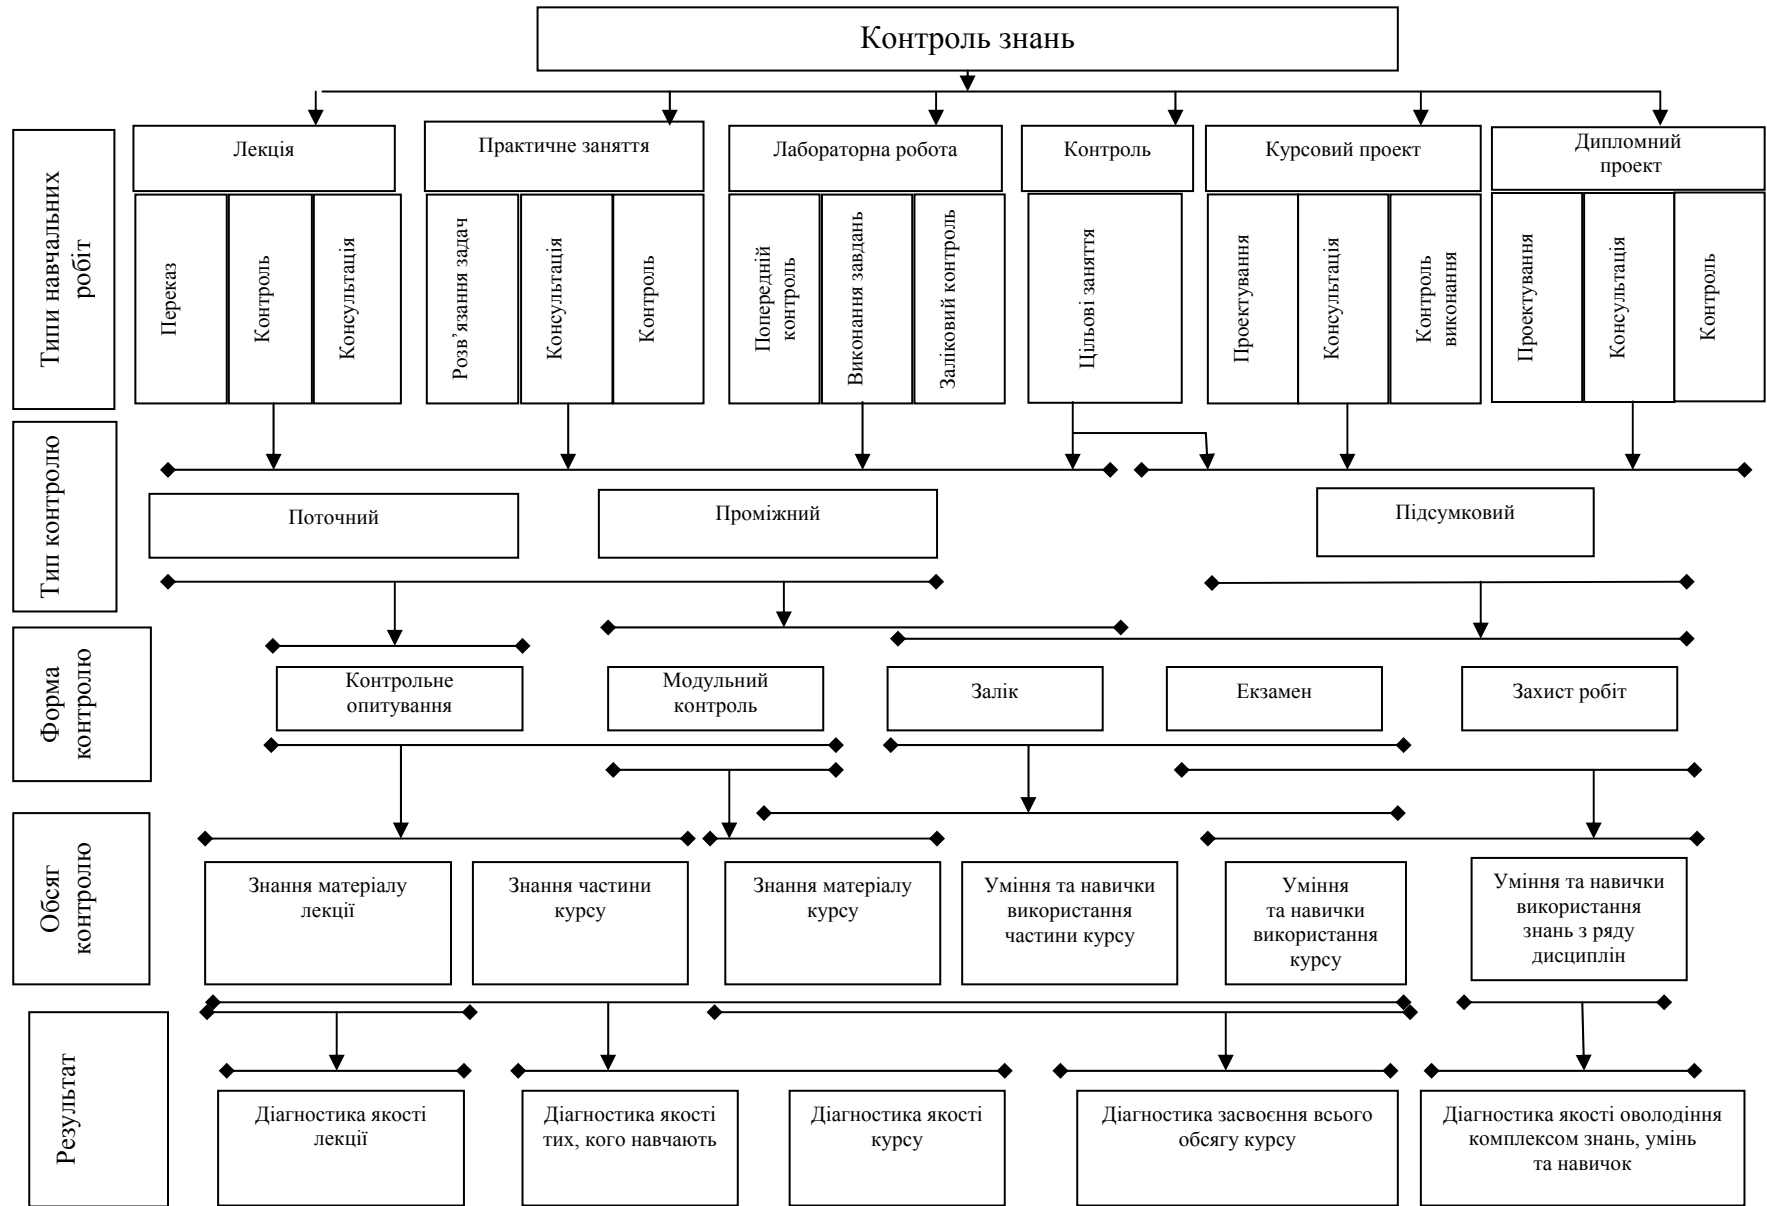 Контроль знань
Типи навчальних
робіт
Лекція
Практичне заняття
Лабораторна робота
Контроль
Курсовий проект
Дипломний
проект
Переказ
Контроль
Консультація
Розв’язання задач
Консультація
Контроль
Попередній
контроль
Виконання завдань
Заліковий контроль
Цільові заняття
Проектування
Консультація
Контроль
виконання
Проектування
Консультація
Контроль
Тип контролю
Поточний
Проміжний
Підсумковий
Форма
контролю
Контрольне
опитування
Модульний
контроль
Залік
Екзамен
Захист робіт
Обсяг
контролю
Знання матеріалу
лекції
Знання частини
курсу
Знання матеріалу
курсу
Уміння та навички
використання
частини курсу
Уміння
та навички
використання
курсу
Уміння та навички
використання
знань з ряду
дисциплін
Результат
Діагностика якості
лекції
Діагностика якості
тих, кого навчають
Діагностика якості
курсу
Діагностика засвоєння всього
обсягу курсу
Діагностика якості оволодіння
комплексом знань, умінь
та навичок